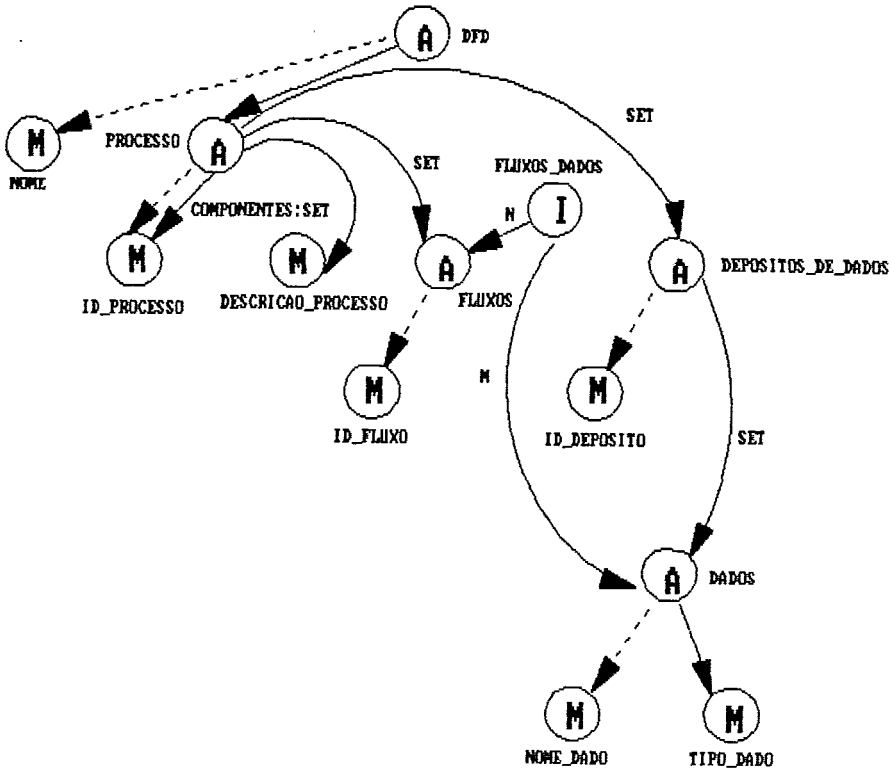 A DFD
SET
M
PROCESSO A
NOME
SET
FLUXOS_DADOS
COMPONENTES:SET
N I
M
M
A
A
DEPOSITOS_DE_DADOS
ID_PROCESSO
DESCRICAO_PROCESSO
FLUXOS
M
M
M
ID_FLUXO
ID_DEPOSITO
SET
A DADOS
M
M
NOME_DADO
TIPO_DADO